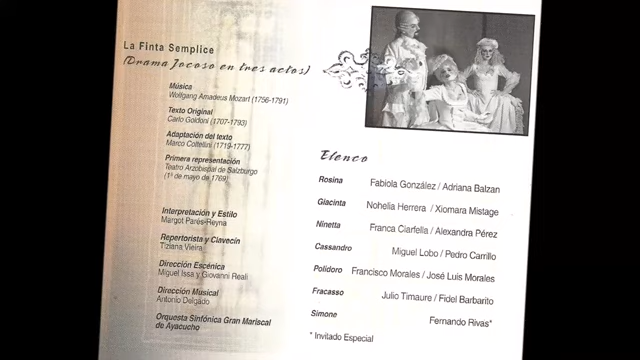 La Finta Semplice
(Drama Jocoso en tres actos)
Música
Wolfgang Amadeus Mozart (1756-1791)
Texto Original
Carlo Goldoni (1707-1793)
Adaptación del texto
Marco Coltellini (1719-1777)
Primera representación
Teatro Arzobispal de Salzburgo
(1º de mayo de 1769)
Interpretación y Estilo
Margot Parés-Reyna
Repertorista y Clavecín
Tiziana Vieira
Dirección Escénica
Miguel Issa y Giovanni Reali
Dirección Musical
Antonio Delgado
Orquesta Sinfónica Gran Mariscal
de Ayacucho
Elenco
Rosina Fabiola González / Adriana Balzan
Giacinta Nohelia Herrera / Xiomara Mistage
Ninetta Franca Ciarfella / Alexandra Pérez
Cassandro Miguel Lobo / Pedro Carrillo
Polidoro Francisco Morales / José Luis Morales
Fracasso Julio Timaure / Fidel Barbarito
Simone Fernando Rivas*
* Invitado Especial